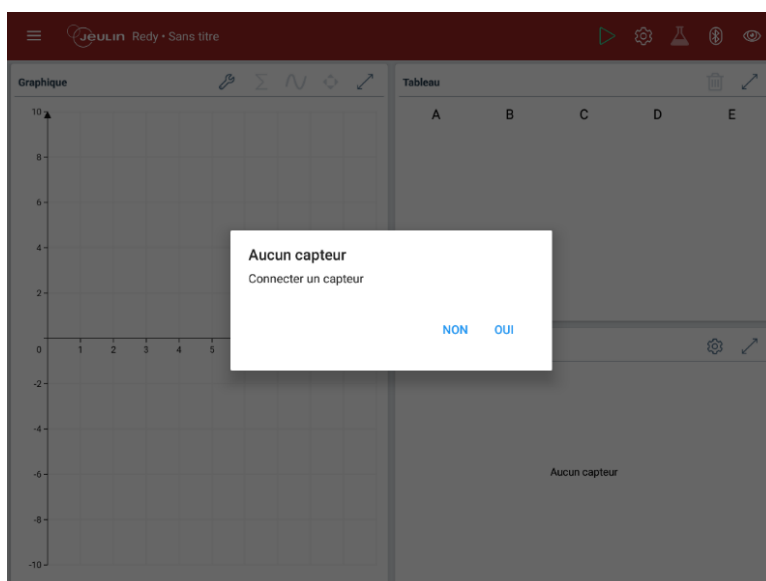 Jeulin Redy • Sans titre
Graphique
Tableau
A B C D E
10
8
6
4
2
0 1 2 3 4 5
-2
-4
-6
-8
-10
Aucun capteur
Connecter un capteur
NON OUI
Aucun capteur